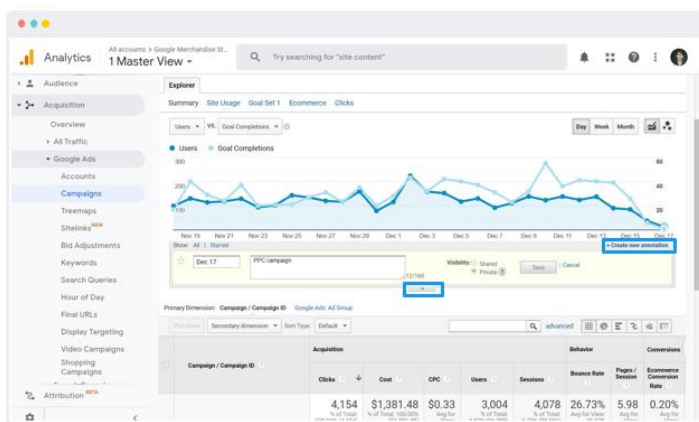 Analytics
All accounts > Google Merchandise St..
1 Master View
Try searching for "site content"
Audience
Acquisition
Overview
All Traffic
Google Ads
Accounts
Campaigns
Treemaps
Sitelinks NEW
Bid Adjustments
Keywords
Search Queries
Hour of Day
Final URLs
Display Targeting
Video Campaigns
Shopping
Campaigns
Attribution BETA
Explorer
Summary Site Usage Goal Set 1 Ecommerce Clicks
Users VS. Goal Completions
Day Week Month
Users Goal Completions
300 60
200 40
100 20
Nov 19 Nov 21 Nov 23 Nov 25 Nov 27 Nov 29 Dec 1 Dec 3 Dec 5 Dec 7 Dec 9 Dec 11 Dec 13 Dec 15 Dec 17
Show: All | Starred + Create new annotation
Dec 17 PPC campaign Visibility: Shared
Private Save | Cancel
12/160
Primary Dimension: Campaign / Campaign ID Google Ads: Ad Group
Plot Rows Secondary dimension Sort Type: Default advanced
Campaign / Campaign ID
Acquisition Behavior Conversions
Clicks Cost CPC Users Sessions Bounce Rate Pages / Session Ecommerce Conversion Rate
4,154 $1,381.48 $0.33 3,004 4,078 26.73% 5.98 0.20%
% of Total: % of Total: 100.00% Avg for % of Total: % of Total: Avg for View: Avg for Avg for